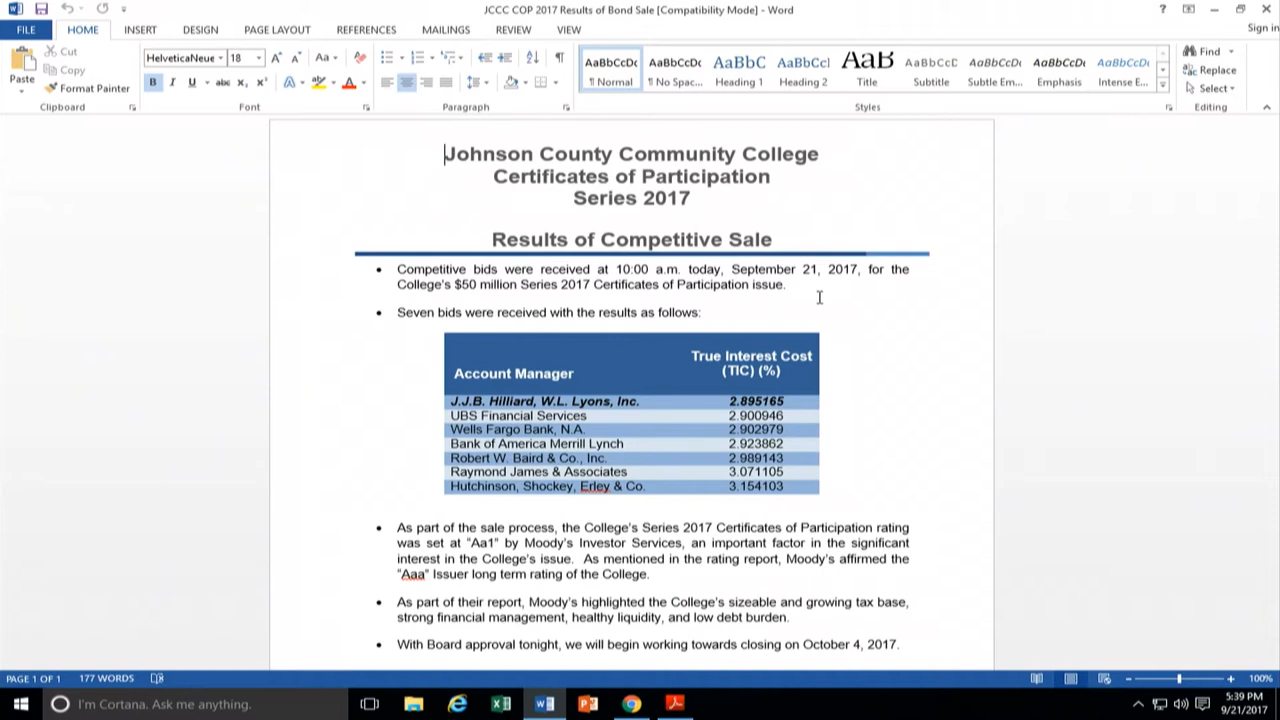 JCCC COP 2017 Results of Bond Sale [Compatibility Mode] - Word
?
Sign in
FILE HOME INSERT DESIGN PAGE LAYOUT REFERENCES MAILINGS REVIEW VIEW
Paste
Cut
Copy
Format Painter
Clipboard
HelveticaNeue 18
Font
Paragraph
AaBbCcDc AaBbCcDc AaBbC AaBbCcl AaB AaBbCcC AaBbCcDc AaBbCcDc AaBbCcDc
¶ Normal ¶ No Spac... Heading 1 Heading 2 Title Subtitle Subtle Em... Emphasis Intense E...
Styles
Find
Replace
Select
Editing
Johnson County Community College
Certificates of Participation
Series 2017
Results of Competitive Sale
• Competitive bids were received at 10:00 a.m. today, September 21, 2017, for the
College's $50 million Series 2017 Certificates of Participation issue.
• Seven bids were received with the results as follows:
True Interest Cost
Account Manager (TIC) (%)
J.J.B. Hilliard, W.L. Lyons, Inc. 2.895165
UBS Financial Services 2.900946
Wells Fargo Bank, N.A. 2.902979
Bank of America Merrill Lynch 2.923862
Robert W. Baird & Co., Inc. 2.989143
Raymond James & Associates 3.071105
Hutchinson, Shockey, Erley & Co. 3.154103
• As part of the sale process, the College's Series 2017 Certificates of Participation rating
was set at "Aa1" by Moody's Investor Services, an important factor in the significant
interest in the College's issue. As mentioned in the rating report, Moody's affirmed the
"Aaa" Issuer long term rating of the College.
• As part of their report, Moody's highlighted the College's sizeable and growing tax base,
strong financial management, healthy liquidity, and low debt burden.
• With Board approval tonight, we will begin working towards closing on October 4, 2017.
PAGE 1 OF 1 177 WORDS 100%
I'm Cortana. Ask me anything.
5:39 PM
9/21/2017